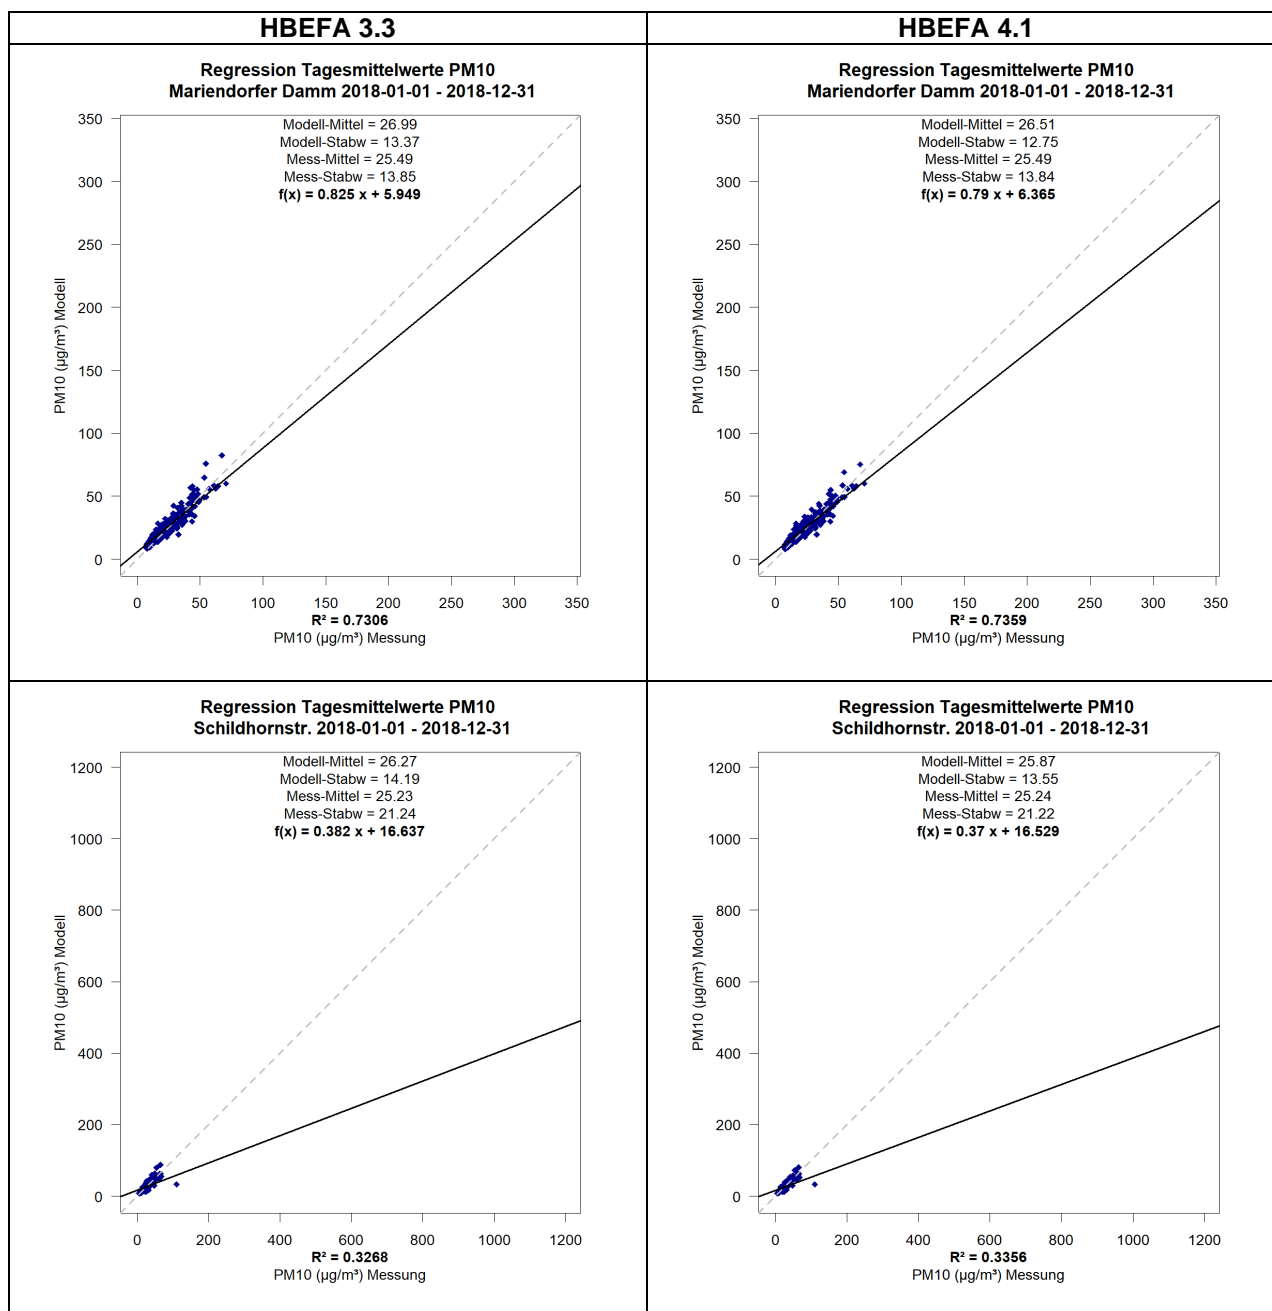 HBEFA 3.3
HBEFA 4.1
Regression Tagesmittelwerte PM10
Mariendorfer Damm 2018-01-01 - 2018-12-31
Modell-Mittel = 26.99
Modell-Stabw = 13.37
Mess-Mittel = 25.49
Mess-Stabw = 13.85
f(x) = 0.825 x + 5.949
350
300
250
200
150
100
50
0
PM10 (µg/m³) Modell
0 50 100 150 200 250 300 350
R² = 0.7306
PM10 (µg/m³) Messung
Regression Tagesmittelwerte PM10
Mariendorfer Damm 2018-01-01 - 2018-12-31
Modell-Mittel = 26.51
Modell-Stabw = 12.75
Mess-Mittel = 25.49
Mess-Stabw = 13.84
f(x) = 0.79 x + 6.365
350
300
250
200
150
100
50
0
PM10 (µg/m³) Modell
0 50 100 150 200 250 300 350
R² = 0.7359
PM10 (µg/m³) Messung
Regression Tagesmittelwerte PM10
Schildhornstr. 2018-01-01 - 2018-12-31
Modell-Mittel = 26.27
Modell-Stabw = 14.19
Mess-Mittel = 25.23
Mess-Stabw = 21.24
f(x) = 0.382 x + 16.637
1200
1000
800
600
400
200
0
PM10 (µg/m³) Modell
0 200 400 600 800 1000 1200
R² = 0.3268
PM10 (µg/m³) Messung
Regression Tagesmittelwerte PM10
Schildhornstr. 2018-01-01 - 2018-12-31
Modell-Mittel = 25.87
Modell-Stabw = 13.55
Mess-Mittel = 25.24
Mess-Stabw = 21.22
f(x) = 0.37 x + 16.529
1200
1000
800
600
400
200
0
PM10 (µg/m³) Modell
0 200 400 600 800 1000 1200
R² = 0.3356
PM10 (µg/m³) Messung